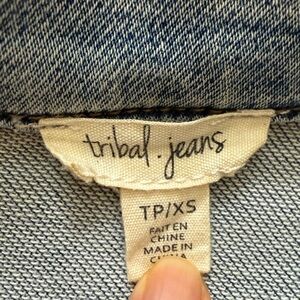 tribal.jeans
TP/XS
FAIT EN
CHINE
MADE IN
CHINA